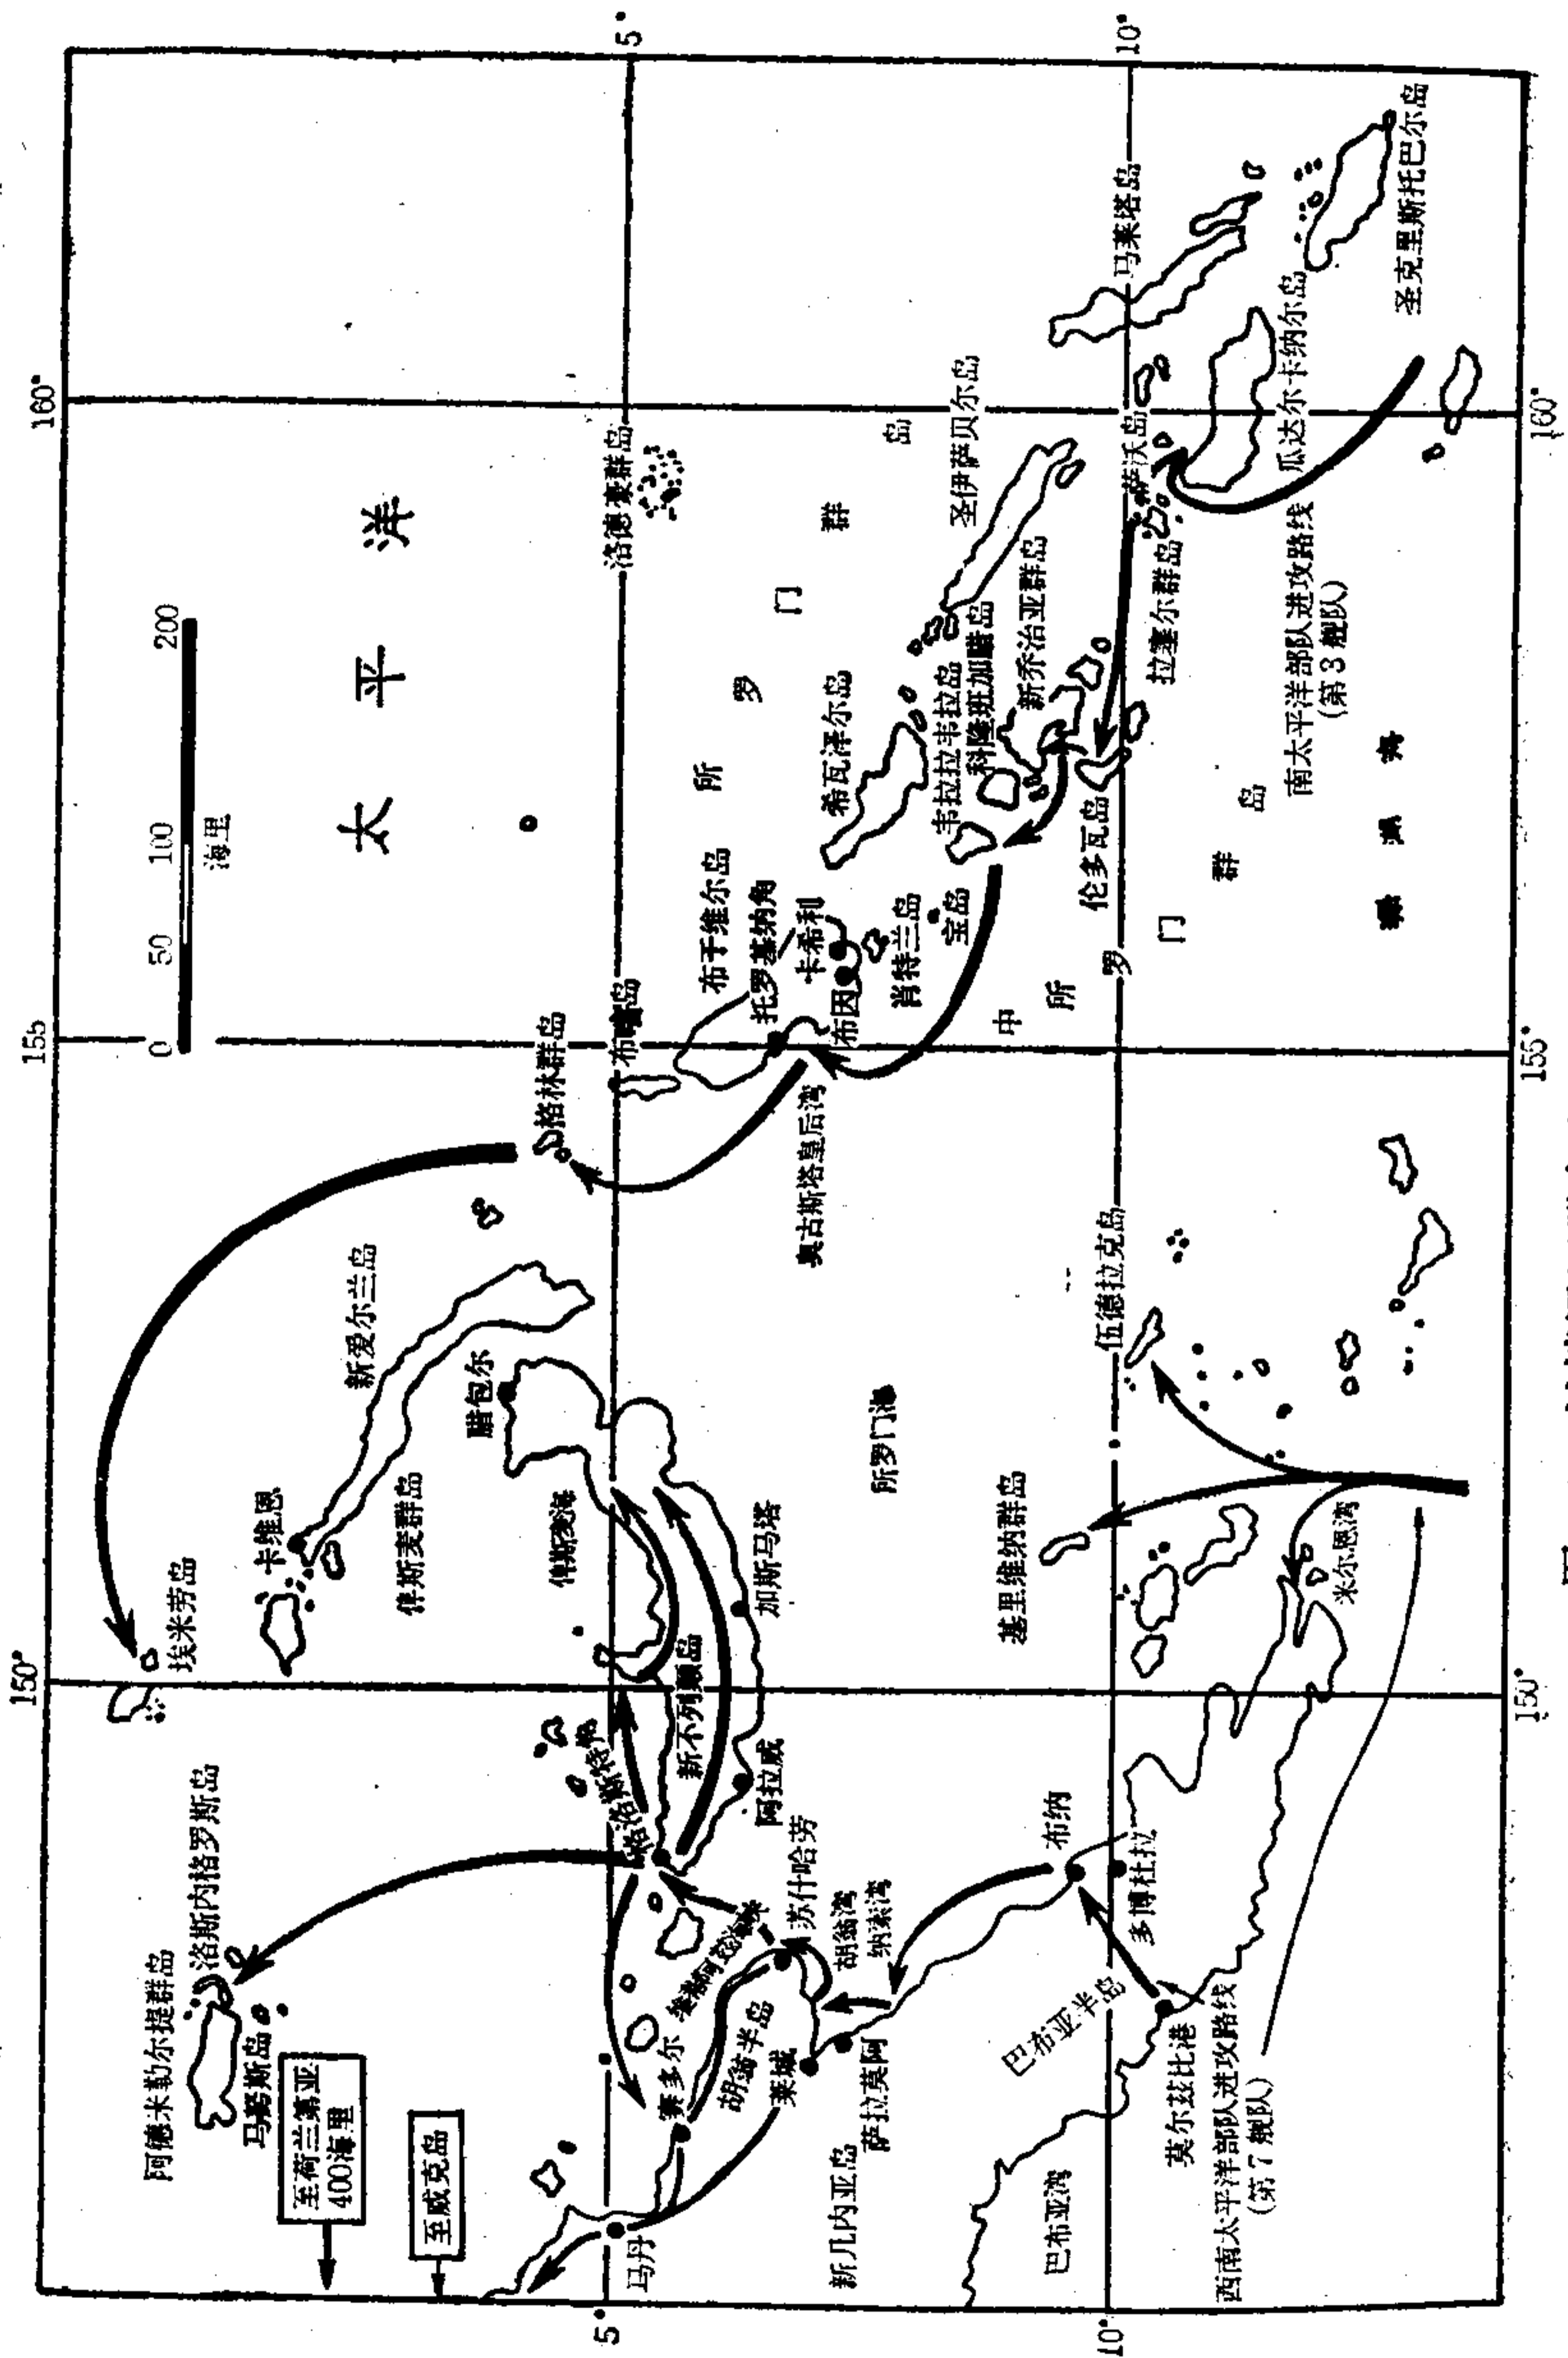 150°
155
160°
0
50
100
200
海里
太平洋
阿德米勒尔提群岛
洛斯内格罗斯岛
马努斯岛
埃米劳岛
卡维恩
新爱尔兰岛
俾斯麦群岛
至荷兰第亚
400海里
至威克岛
腊包尔
俾斯麦海
格林群岛
布喀岛
洛德豪群岛
5°
5°
马丹
赛多尔
胡翁半岛
莱城
萨拉莫阿
苏什哈劳
胡翁湾
纳索湾
新不列颠岛
阿拉威
加斯马塔
所罗门海
布于维尔岛
托罗基纳角
卡希利
布因
肖特兰岛
宝岛
奥古斯塔皇后湾
希瓦泽尔岛
韦拉拉韦拉岛
科隆班加腊岛
新乔治亚群岛
圣伊萨贝尔岛
所罗门群岛
中所罗门群岛
伦多瓦岛
拉塞尔群岛
萨沃岛
马莱塔岛
瓜达尔卡纳尔岛
圣克里斯托巴尔岛
南太平洋部队进攻路线
(第3舰队)
新几内亚岛
巴布亚湾
巴布亚半岛
布纳
多博杜拉
莫尔兹比港
西南太平洋部队进攻路线
(第7舰队)
基里维纳群岛
伍德拉克岛
米尔恩湾
10°
10°
150°
155°
160°